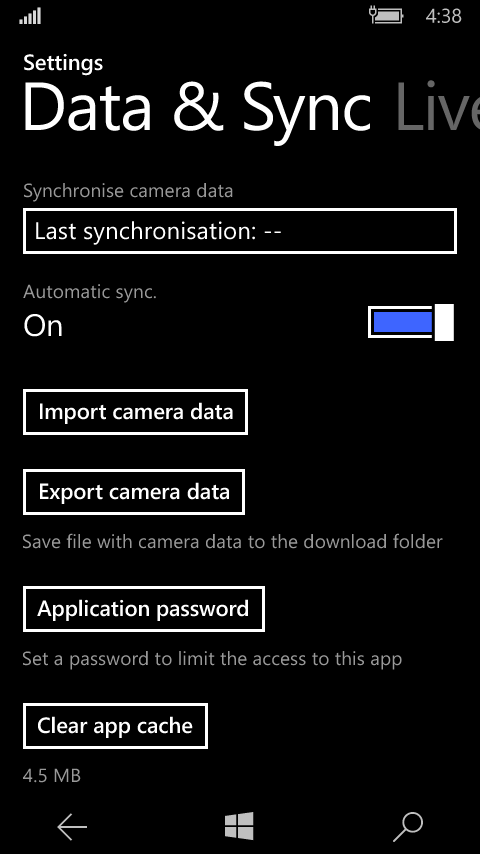 4:38
Settings
Data & Sync Live
Synchronise camera data
Last synchronisation: --
Automatic sync.
On
Import camera data
Export camera data
Save file with camera data to the download folder
Application password
Set a password to limit the access to this app
Clear app cache
4.5 MB